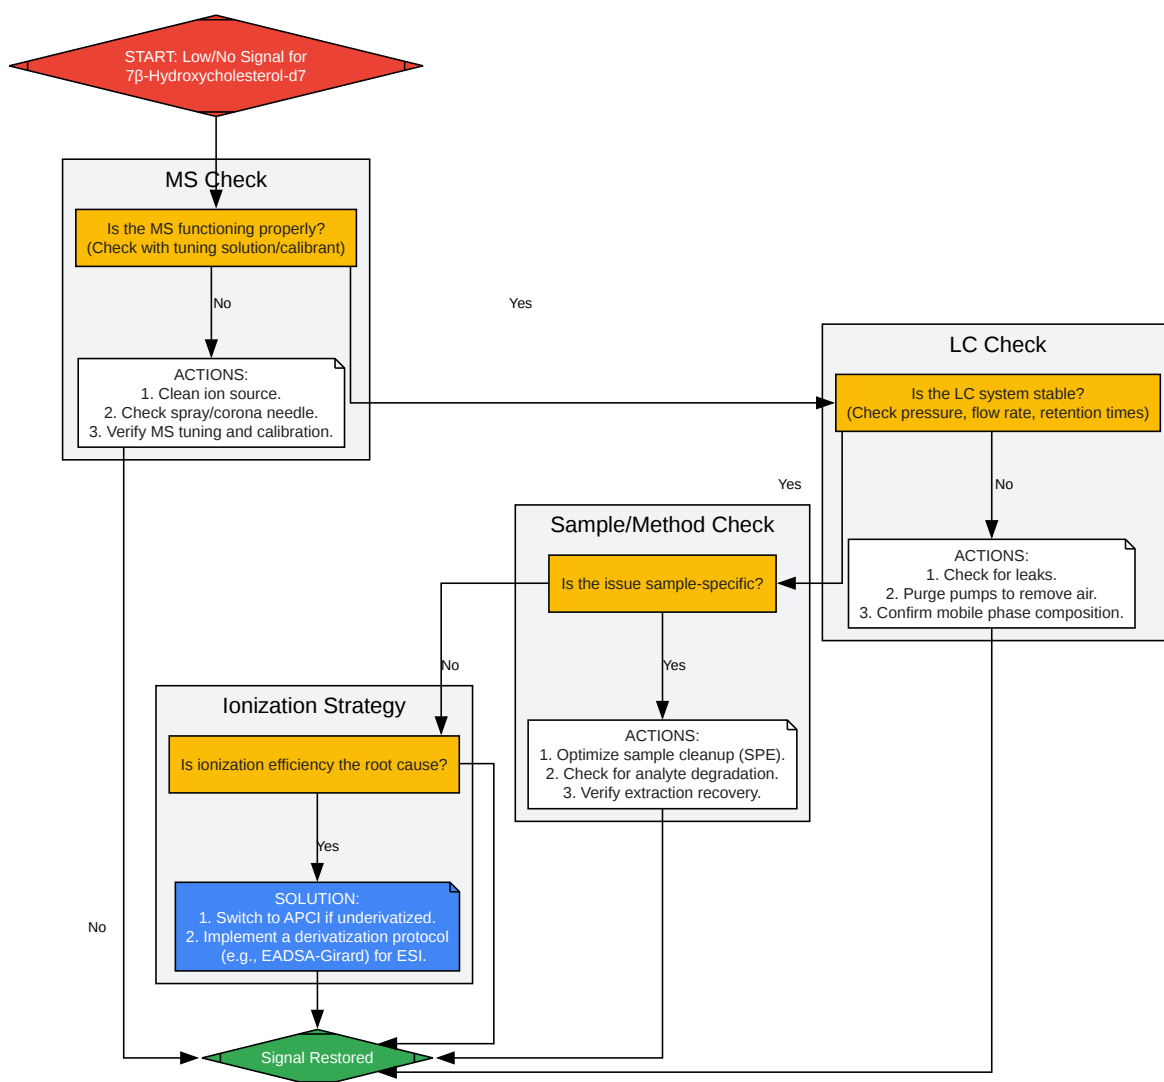 START: Low/No Signal for
7β-Hydroxycholesterol-d7
MS Check
Is the MS functioning properly?
(Check with tuning solution/calibrant)
No
Yes
ACTIONS:
1. Clean ion source.
2. Check spray/corona needle.
3. Verify MS tuning and calibration.
LC Check
Is the LC system stable?
(Check pressure, flow rate, retention times)
Yes
No
ACTIONS:
1. Check for leaks.
2. Purge pumps to remove air.
3. Confirm mobile phase composition.
Sample/Method Check
Is the issue sample-specific?
No
Yes
ACTIONS:
1. Optimize sample cleanup (SPE).
2. Check for analyte degradation.
3. Verify extraction recovery.
Ionization Strategy
Is ionization efficiency the root cause?
Yes
SOLUTION:
1. Switch to APCI if underivatized.
2. Implement a derivatization protocol
(e.g., EADSA-Girard) for ESI.
No
Signal Restored